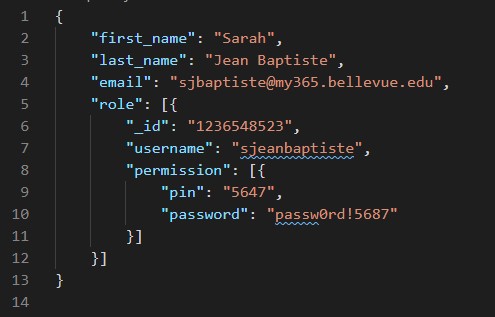 1 {
2 "first_name": "Sarah",
3 "last_name": "Jean Baptiste",
4 "email": "sjbaptiste@my365.bellevue.edu",
5 "role": [{
6 "_id": "1236548523",
7 "username": "sjeanbaptiste",
8 "permission": [{
9 "pin": "5647",
10 "password": "passw0rd!5687"
11 }]
12 }]
13 }
14